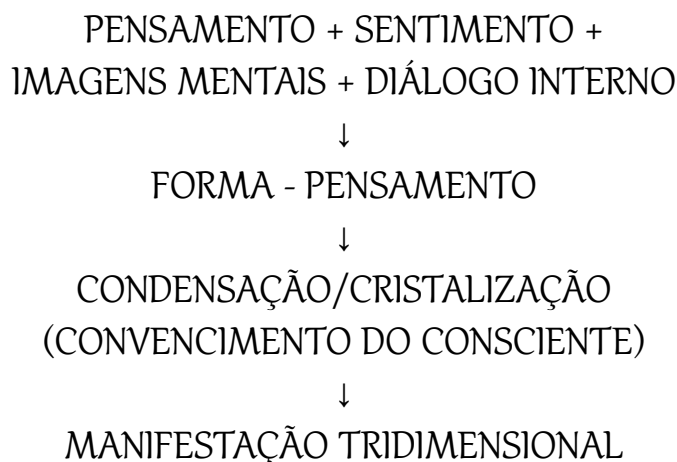 PENSAMENTO + SENTIMENTO +
IMAGENS MENTAIS + DIÁLOGO INTERNO
↓
FORMA - PENSAMENTO
↓
CONDENSAÇÃO/CRISTALIZAÇÃO
(CONVENCIMENTO DO CONSCIENTE)
↓
MANIFESTAÇÃO TRIDIMENSIONAL